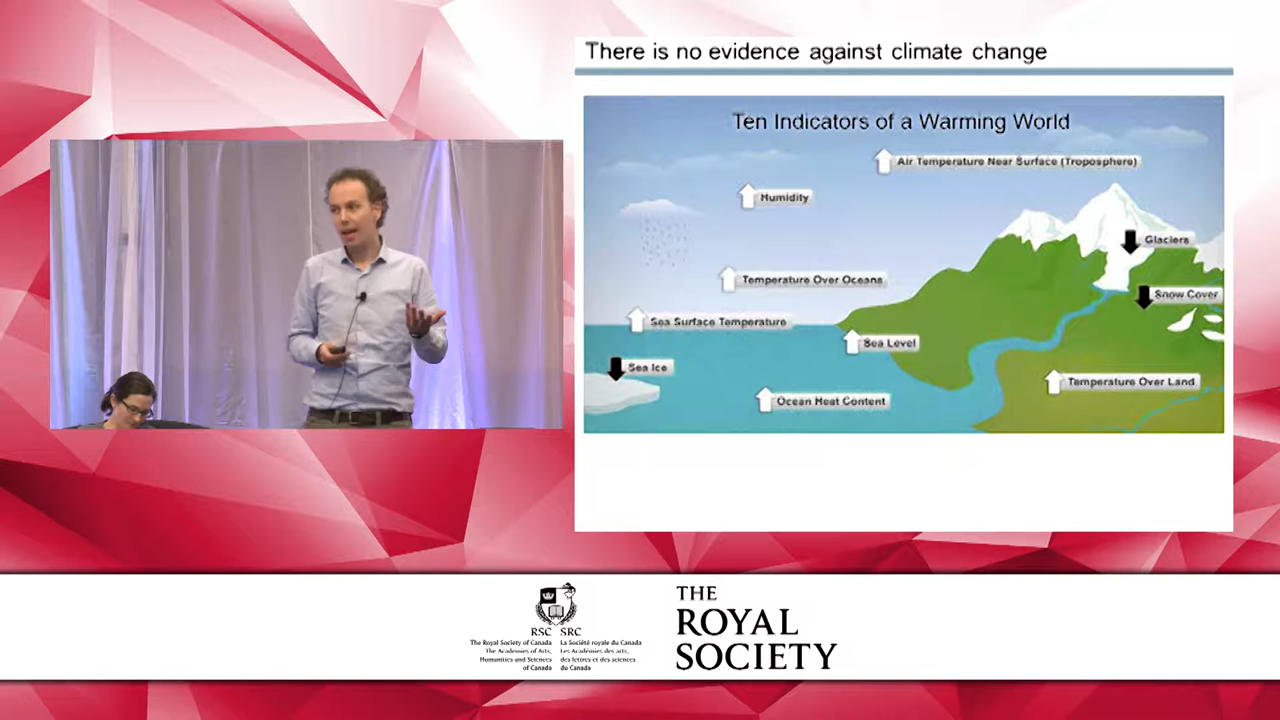 There is no evidence against climate change
Ten Indicators of a Warming World
Air Temperature Near Surface (Troposphere)
Humidity
Glaciers
Temperature Over Oceans
Snow Cover
Sea Surface Temperature
Sea Level
Sea Ice
Temperature Over Land
Ocean Heat Content
RSC SRC
The Royal Society of Canada
The Academies of Arts,
Humanities and Sciences
of Canada
La Société royale du Canada
Les Académies des arts,
des lettres et des sciences
du Canada
THE
ROYAL
SOCIETY